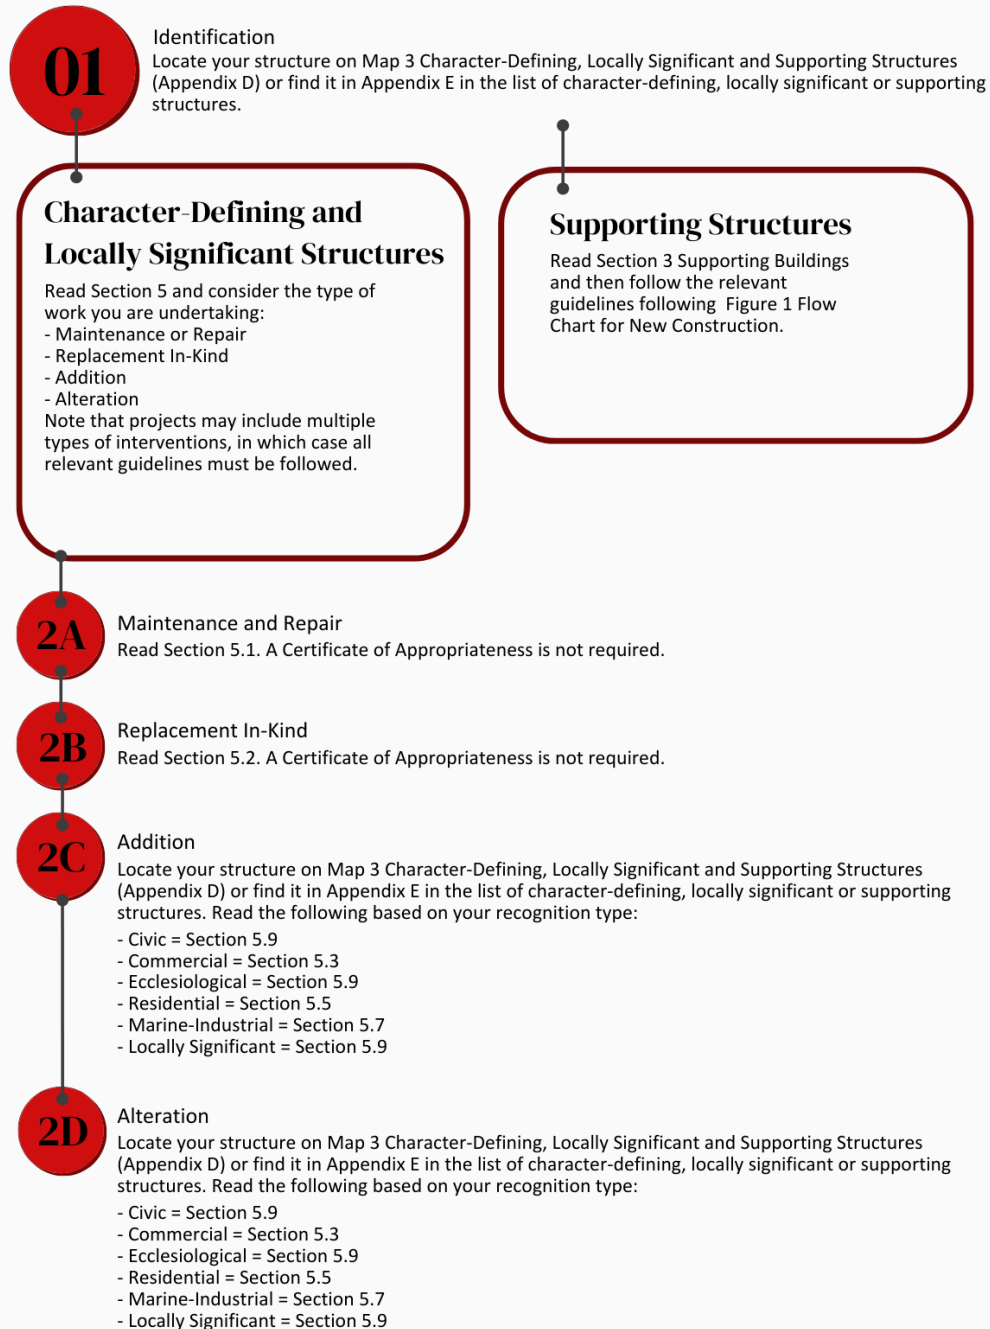 01
Identification
Locate your structure on Map 3 Character-Defining, Locally Significant and Supporting Structures
(Appendix D) or find it in Appendix E in the list of character-defining, locally significant or supporting
structures.
Character-Defining and
Locally Significant Structures
Read Section 5 and consider the type of
work you are undertaking:
- Maintenance or Repair
- Replacement In-Kind
- Addition
- Alteration
Note that projects may include multiple
types of interventions, in which case all
relevant guidelines must be followed.
Supporting Structures
Read Section 3 Supporting Buildings
and then follow the relevant
guidelines following  Figure 1 Flow
Chart for New Construction.
2A
Maintenance and Repair
Read Section 5.1. A Certificate of Appropriateness is not required.
2B
Replacement In-Kind
Read Section 5.2. A Certificate of Appropriateness is not required.
2C
Addition
Locate your structure on Map 3 Character-Defining, Locally Significant and Supporting Structures
(Appendix D) or find it in Appendix E in the list of character-defining, locally significant or supporting
structures. Read the following based on your recognition type:
- Civic = Section 5.9
- Commercial = Section 5.3
- Ecclesiological = Section 5.9
- Residential = Section 5.5
- Marine-Industrial = Section 5.7
- Locally Significant = Section 5.9
2D
Alteration
Locate your structure on Map 3 Character-Defining, Locally Significant and Supporting Structures
(Appendix D) or find it in Appendix E in the list of character-defining, locally significant or supporting
structures. Read the following based on your recognition type:
- Civic = Section 5.9
- Commercial = Section 5.3
- Ecclesiological = Section 5.9
- Residential = Section 5.5
- Marine-Industrial = Section 5.7
- Locally Significant = Section 5.9